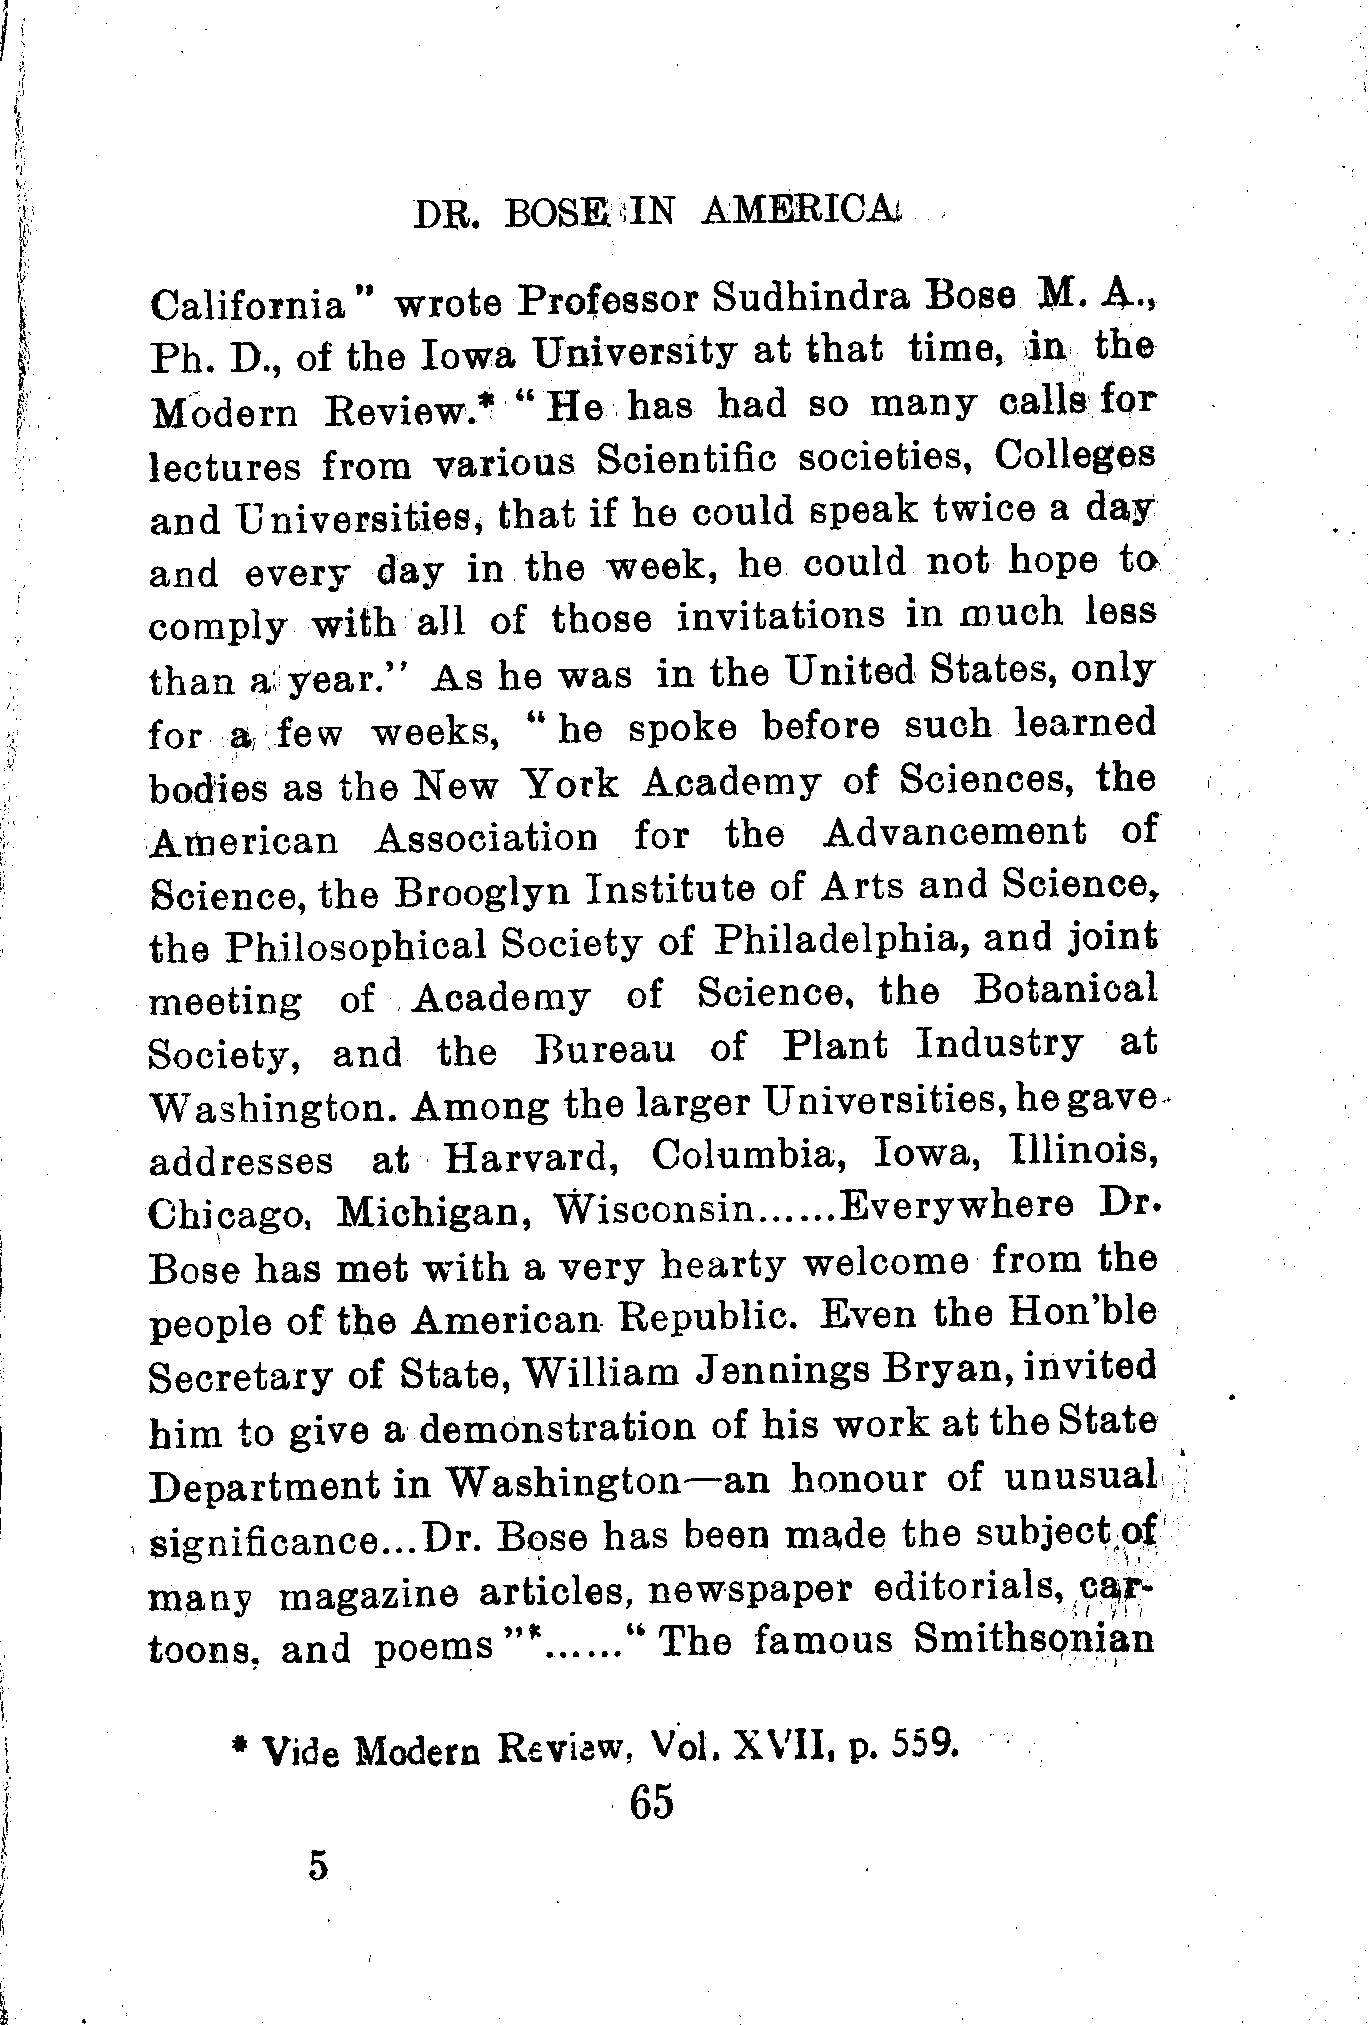 DR. BOSE IN AMERICA
California" wrote Professor Sudhindra Bose M. A.,
Ph. D., of the Iowa University at that time, in the
Modern Review.* "He has had so many calls for
lectures from various Scientific societies, Colleges
and Universities, that if he could speak twice a day
and every day in the week, he could not hope to
comply with all of those invitations in much less
than a year." As he was in the United States, only
for a few weeks, "he spoke before such learned
bodies as the New York Academy of Sciences, the
American Association for the Advancement of
Science, the Brooglyn Institute of Arts and Science,
the Philosophical Society of Philadelphia, and joint
meeting of Academy of Science, the Botanical
Society, and the Bureau of Plant Industry at
Washington. Among the larger Universities, he gave
addresses at Harvard, Columbia, Iowa, Illinois,
Chicago, Michigan, Wisconsin......Everywhere Dr.
Bose has met with a very hearty welcome from the
people of the American Republic. Even the Hon'ble
Secretary of State, William Jennings Bryan, invited
him to give a demonstration of his work at the State
Department in Washington—an honour of unusual
significance...Dr. Bose has been made the subject of
many magazine articles, newspaper editorials, car-
toons, and poems"*......"The famous Smithsonian
* Vide Modern Review, Vol. XVII, p. 559.
65
5